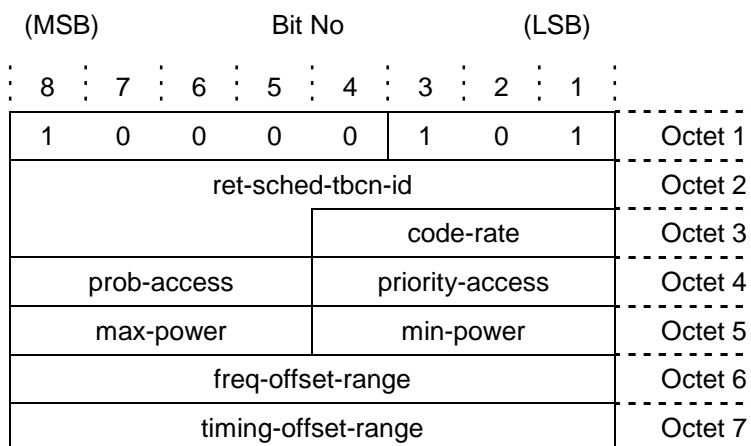 (MSB) Bit No (LSB)
8 7 6 5 4 3 2 1
1 0 0 0 0 1 0 1 Octet 1
ret-sched-tbcn-id Octet 2
code-rate Octet 3
prob-access priority-access Octet 4
max-power min-power Octet 5
freq-offset-range Octet 6
timing-offset-range Octet 7